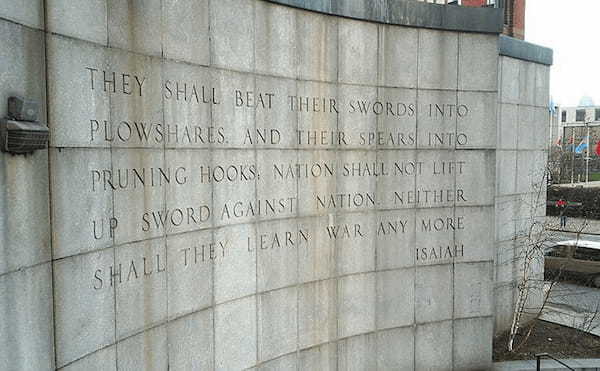 THEY SHALL BEAT THEIR SWORDS INTO
PLOWSHARES, AND THEIR SPEARS INTO
PRUNING HOOKS; NATION SHALL NOT LIFT
UP SWORD AGAINST NATION, NEITHER
SHALL THEY LEARN WAR ANY MORE
ISAIAH